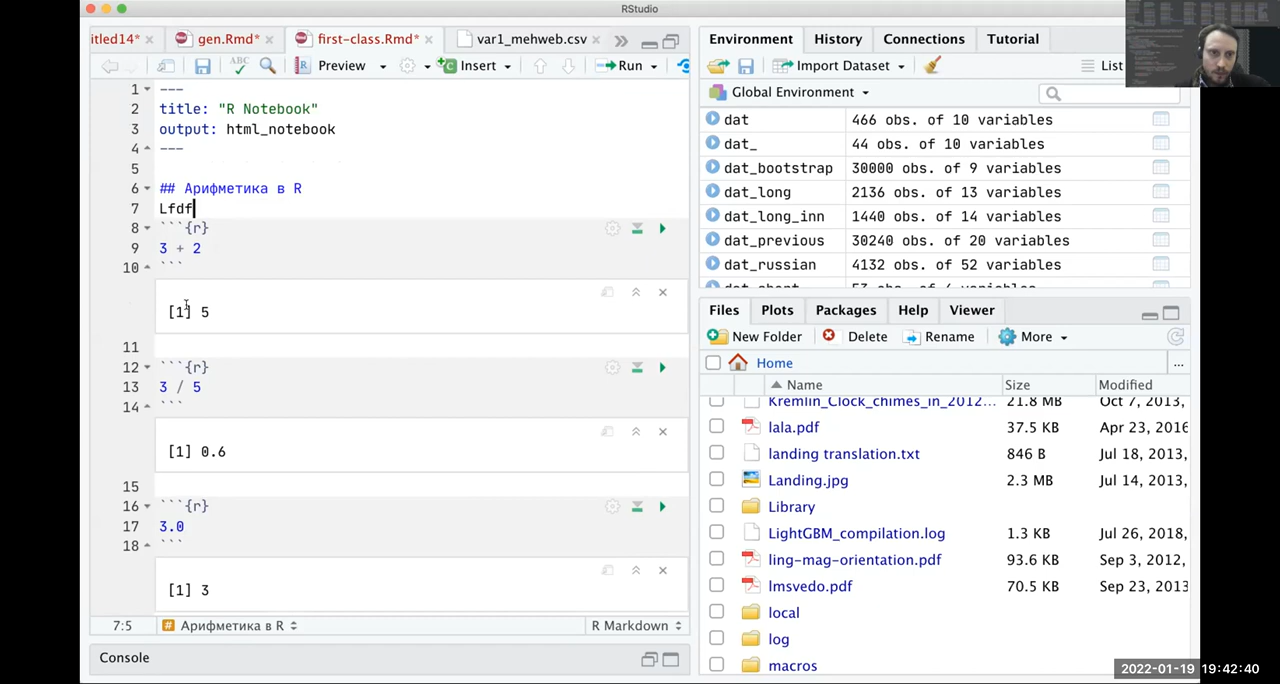 RStudio
itled14* ×
gen.Rmd* ×
first-class.Rmd* ×
var1_mehweb.csv ×
Preview
Insert
Run
1 ---
2 title: "R Notebook"
3 output: html_notebook
4 ---
5
6 ## Арифметика в R
7 Lfdf
8 ```{r}
9 3 + 2
10 ```
[1] 5
11
12 ```{r}
13 3 / 5
14 ```
[1] 0.6
15
16 ```{r}
17 3.0
18 ```
[1] 3
7:5 # Арифметика в R R Markdown
Console
Environment History Connections Tutorial
Import Dataset List
Global Environment
dat 466 obs. of 10 variables
dat_ 44 obs. of 10 variables
dat_bootstrap 30000 obs. of 9 variables
dat_long 2136 obs. of 13 variables
dat_long_inn 1440 obs. of 14 variables
dat_previous 30240 obs. of 20 variables
dat_russian 4132 obs. of 52 variables
dat_short 53 obs. of 4 variables
Files Plots Packages Help Viewer
New Folder Delete Rename More
Home ...
Name Size Modified
Kremlin_Clock_chimes_in_2012... 21.8 MB Oct 7, 2013,
lala.pdf 37.5 KB Apr 23, 2016
landing translation.txt 846 B Jul 18, 2013,
Landing.jpg 2.3 MB Jul 14, 2013,
Library
LightGBM_compilation.log 1.3 KB Jul 26, 2018,
ling-mag-orientation.pdf 93.6 KB Sep 3, 2012,
lmsvedo.pdf 70.5 KB Sep 23, 2013
local
log
macros
2022-01-19 19:42:40